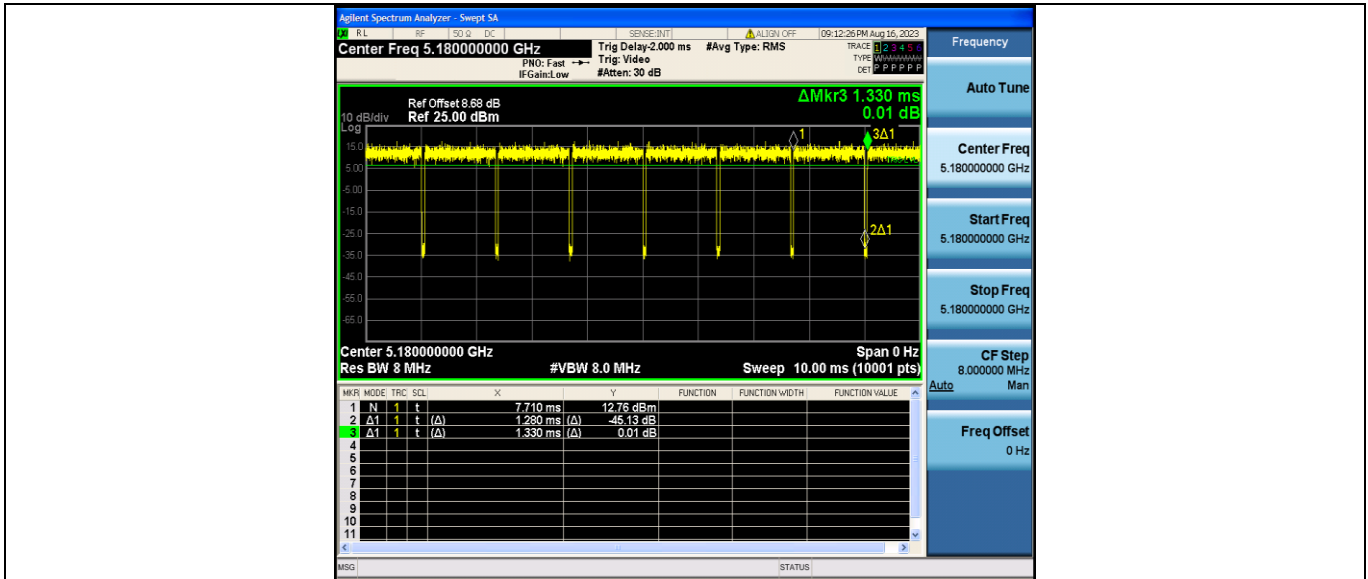 Agilent Spectrum Analyzer - Swept SA
RL RF 50 Ω DC SENSE:INT ALIGN OFF 09:12:26 PM Aug 16, 2023
Center Freq 5.180000000 GHz
PNO: Fast
IFGain:Low
Trig Delay-2.000 ms
Trig: Video
#Atten: 30 dB
#Avg Type: RMS
TRACE 1 2 3 4 5 6
TYPE
DET P P P P P P
ΔMkr3 1.330 ms
0.01 dB
Ref Offset 8.68 dB
10 dB/div Ref 25.00 dBm
Log
15.0
5.00
-5.00
-15.0
-25.0
-35.0
-45.0
-55.0
-65.0
1
3Δ1
2Δ1
Center 5.180000000 GHz Span 0 Hz
Res BW 8 MHz #VBW 8.0 MHz Sweep 10.00 ms (10001 pts)
MKR MODE TRC SCL X Y FUNCTION FUNCTION WIDTH FUNCTION VALUE
1 N 1 t 7.710 ms 12.76 dBm
2 Δ1 1 t (Δ) 1.280 ms (Δ) -45.13 dB
3 Δ1 1 t (Δ) 1.330 ms (Δ) 0.01 dB
4
5
6
7
8
9
10
11
MSG STATUS
Frequency
Auto Tune
Center Freq
5.180000000 GHz
Start Freq
5.180000000 GHz
Stop Freq
5.180000000 GHz
CF Step
8.000000 MHz
Auto Man
Freq Offset
0 Hz